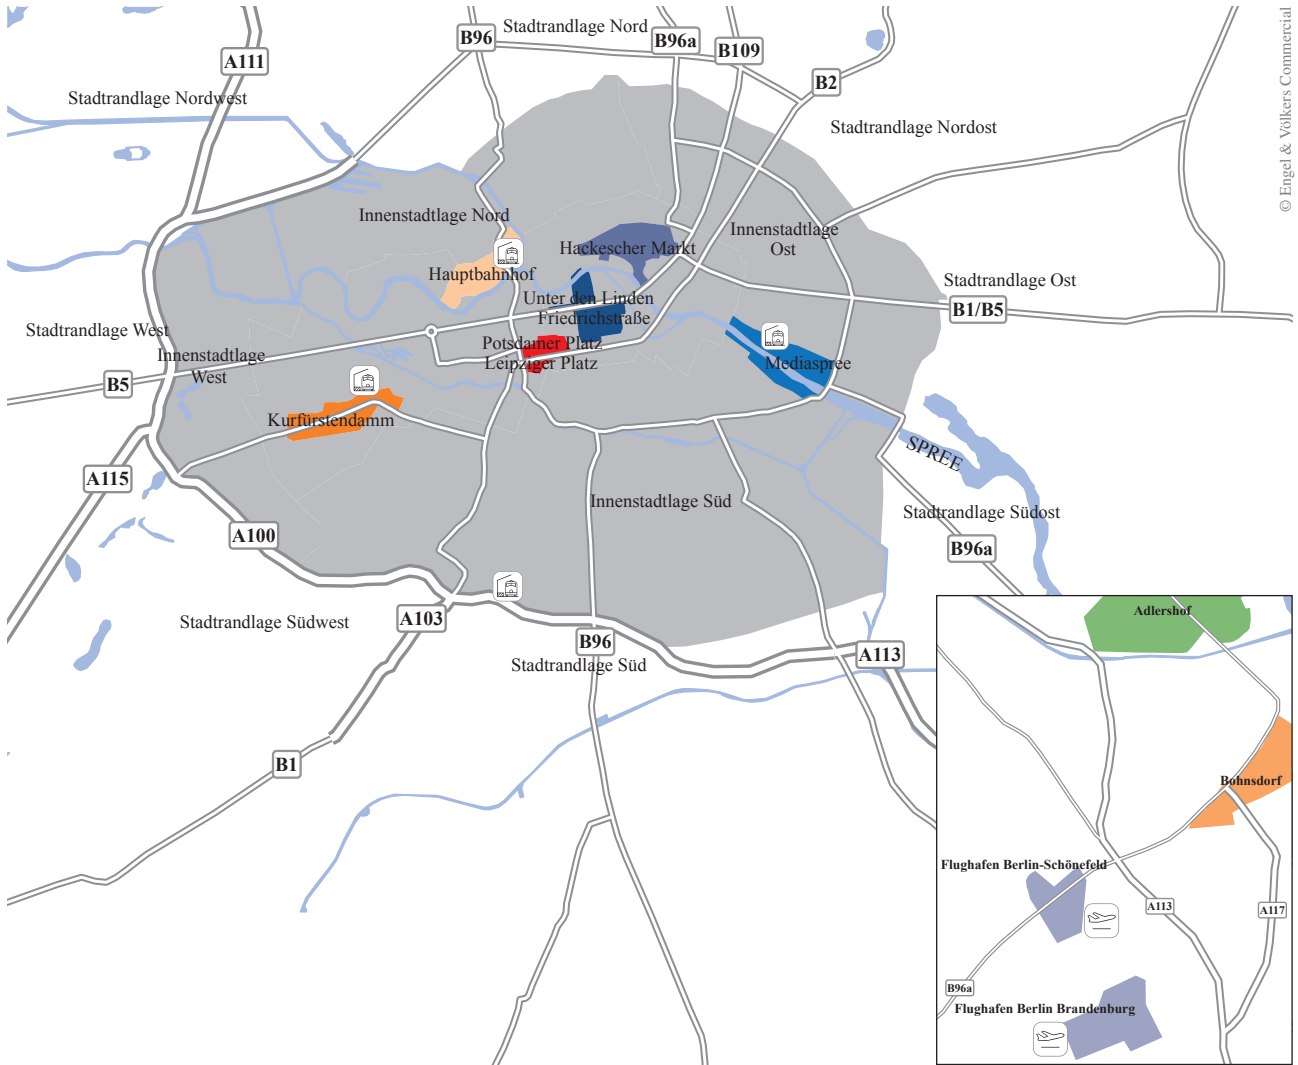 Stadtrandlage Nord
B96
B96a
B109
A111
B2
© Engel & Völkers Commercial
Stadtrandlage Nordwest
Stadtrandlage Nordost
Innenstadtlage Nord
Innenstadtlage
Ost
Hackescher Markt
Hauptbahnhof
Stadtrandlage Ost
Unter den Linden
Friedrichstraße
B1/B5
Stadtrandlage West
Potsdamer Platz
Leipziger Platz
Innenstadtlage
West
Mediaspree
B5
Kurfürstendamm
SPREE
A115
Innenstadtlage Süd
Stadtrandlage Südost
A100
B96a
A103
Stadtrandlage Südwest
B96
A113
Stadtrandlage Süd
B1
Adlershof
Bohnsdorf
Flughafen Berlin-Schönefeld
A113
A117
B96a
Flughafen Berlin Brandenburg